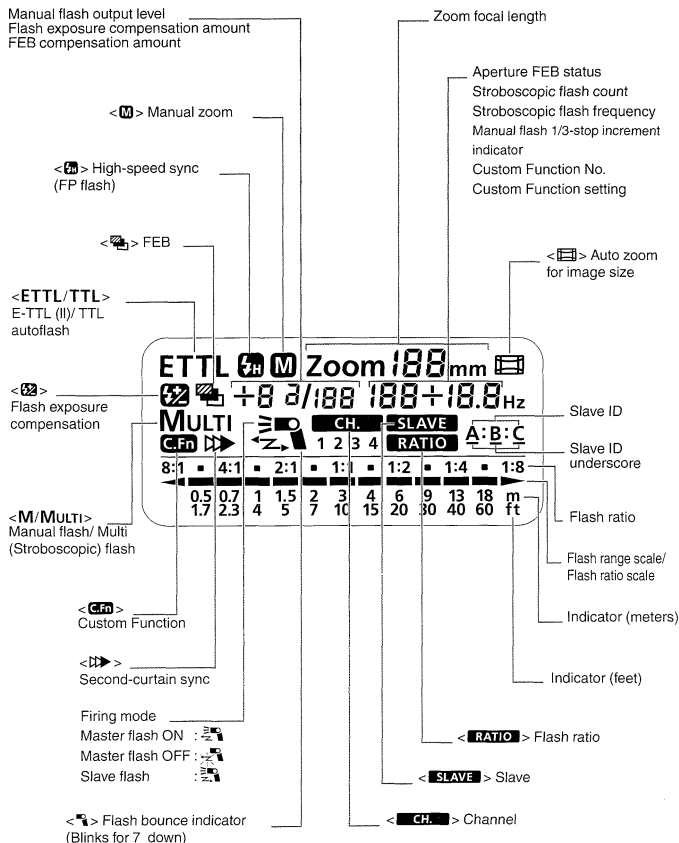 Manual flash output level
Flash exposure compensation amount
FEB compensation amount
Zoom focal length
Aperture FEB status
Stroboscopic flash count
Stroboscopic flash frequency
Manual flash 1/3-stop increment
indicator
Custom Function No.
Custom Function setting
<M> Manual zoom
<H> High-speed sync
(FP flash)
< > FEB
< > Auto zoom
for image size
<ETTL/TTL>
E-TTL (II)/ TTL
autoflash
ETTL H M Zoom 188 mm
÷8 2/188 188÷18.8 Hz
< >
Flash exposure
compensation
MULTI CH. SLAVE
C.Fn 1 2 3 4 RATIO A:B:C
Slave ID
Slave ID
underscore
8:1 ▪ 4:1 ▪ 2:1 ▪ 1:1 ▪ 1:2 ▪ 1:4 ▪ 1:8
0.5 0.7 1 1.5 2 3 4 6 9 13 18 m
1.7 2.3 4 5 7 10 15 20 30 40 60 ft
<M/MULTI>
Manual flash/ Multi
(Stroboscopic) flash
Flash ratio
Flash range scale/
Flash ratio scale
<C.Fn>
Custom Function
Indicator (meters)
< >
Second-curtain sync
Indicator (feet)
Firing mode
Master flash ON :
Master flash OFF :
Slave flash :
<RATIO> Flash ratio
<SLAVE> Slave
< > Flash bounce indicator
(Blinks for 7 down)
<CH.> Channel